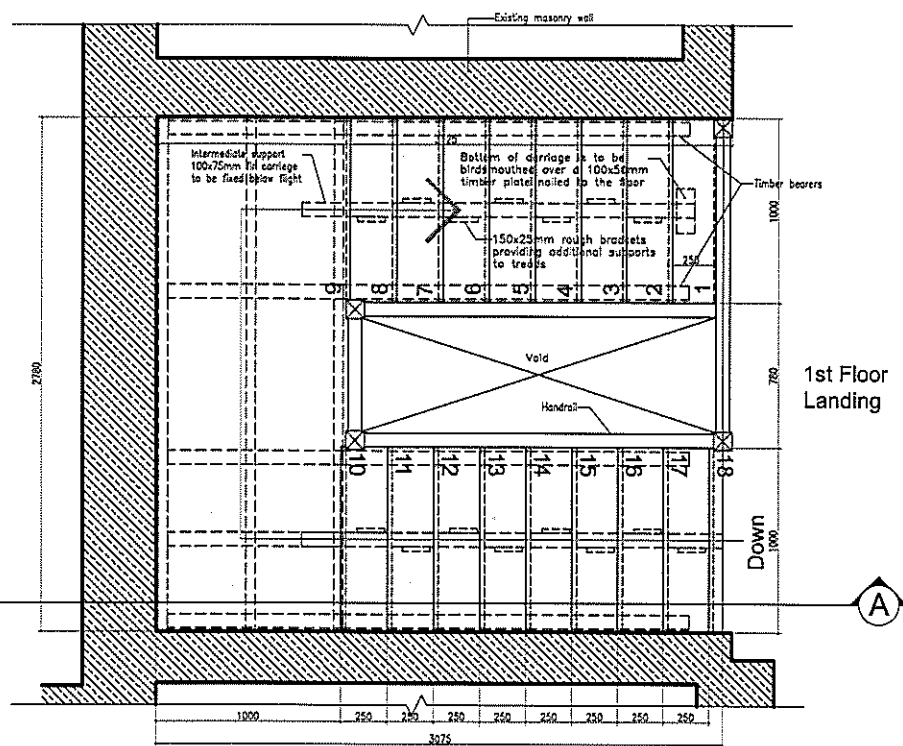 Existing masonry wall
Intermediate support
100x75mm fir carriage
to be fixed below flight
25
Bottom of carriage is to be
birdsmouthed over a 100x50mm
timber plate nailed to the floor
Timber bearers
1000
150x25mm rough brackets
providing additional supports
to treads
250
9 8 7 6 5 4 3 2 1
2780
Void
780
1st Floor
Landing
Handrail
10 11 12 13 14 15 16 17 18
Down
1000
A
1000 250 250 250 250 250 250 250 250
3075